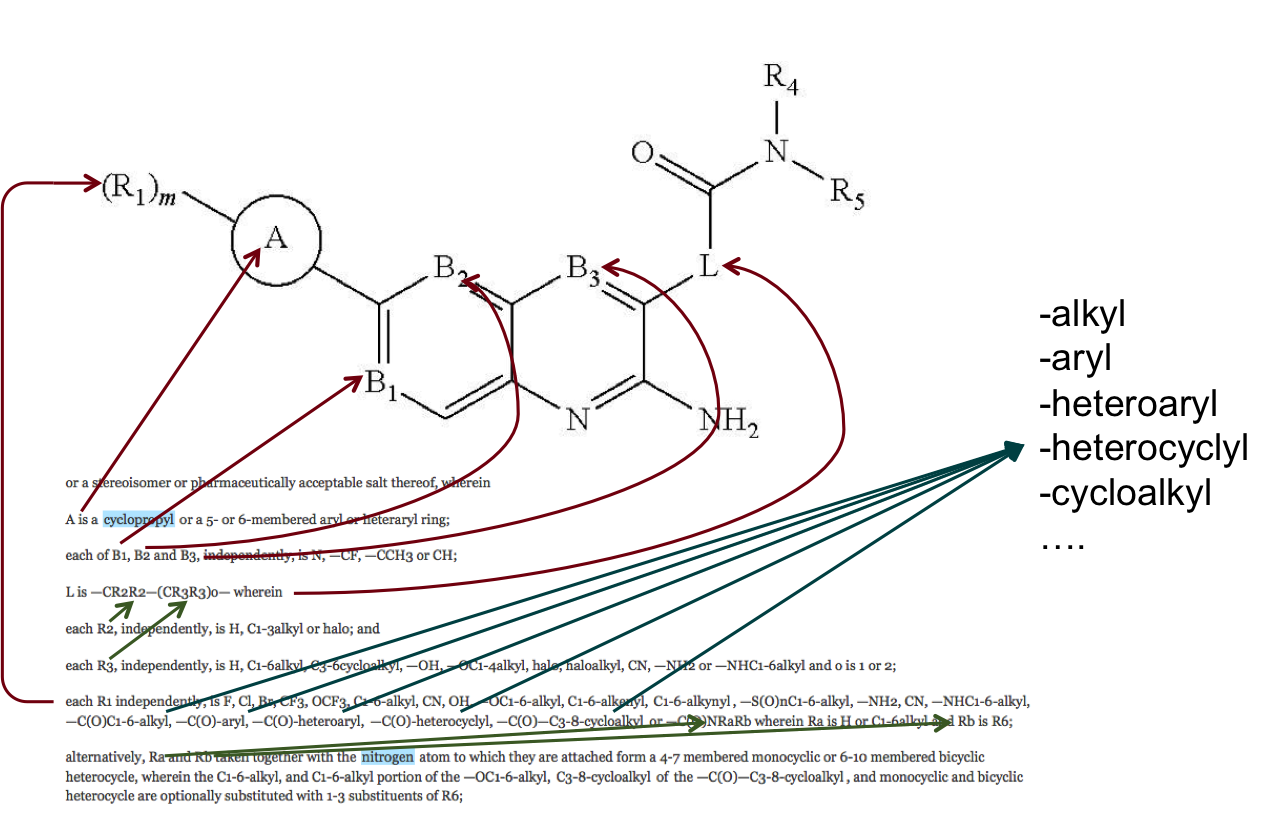 R4
O
N
R5
(R1)m
A
B2
B3
L
B1
N
NH2
-alkyl
-aryl
-heteroaryl
-heterocyclyl
-cycloalkyl
….
or a stereoisomer or pharmaceutically acceptable salt thereof, wherein
A is a cyclopropyl or a 5- or 6-membered aryl or heteraryl ring;
each of B1, B2 and B3, independently, is N, —CF, —CCH3 or CH;
L is —CR2R2—(CR3R3)o— wherein
each R2, independently, is H, C1-3alkyl or halo; and
each R3, independently, is H, C1-6alkyl, C3-6cycloalkyl, —OH, —OC1-4alkyl, halo, haloalkyl, CN, —NH2 or —NHC1-6alkyl and o is 1 or 2;
each R1 independently, is F, Cl, Br, CF3, OCF3, C1-6-alkyl, CN, OH, —OC1-6-alkyl, C1-6-alkenyl, C1-6-alkynyl , —S(O)nC1-6-alkyl, —NH2, CN, —NHC1-6-alkyl,
—C(O)C1-6-alkyl, —C(O)-aryl, —C(O)-heteroaryl, —C(O)-heterocyclyl, —C(O)—C3-8-cycloalkyl or —C(O)NRaRb wherein Ra is H or C1-6alkyl and Rb is R6;
alternatively, Ra and Rb taken together with the nitrogen atom to which they are attached form a 4-7 membered monocyclic or 6-10 membered bicyclic
heterocycle, wherein the C1-6-alkyl, and C1-6-alkyl portion of the —OC1-6-alkyl, C3-8-cycloalkyl of the —C(O)—C3-8-cycloalkyl , and monocyclic and bicyclic
heterocycle are optionally substituted with 1-3 substituents of R6;